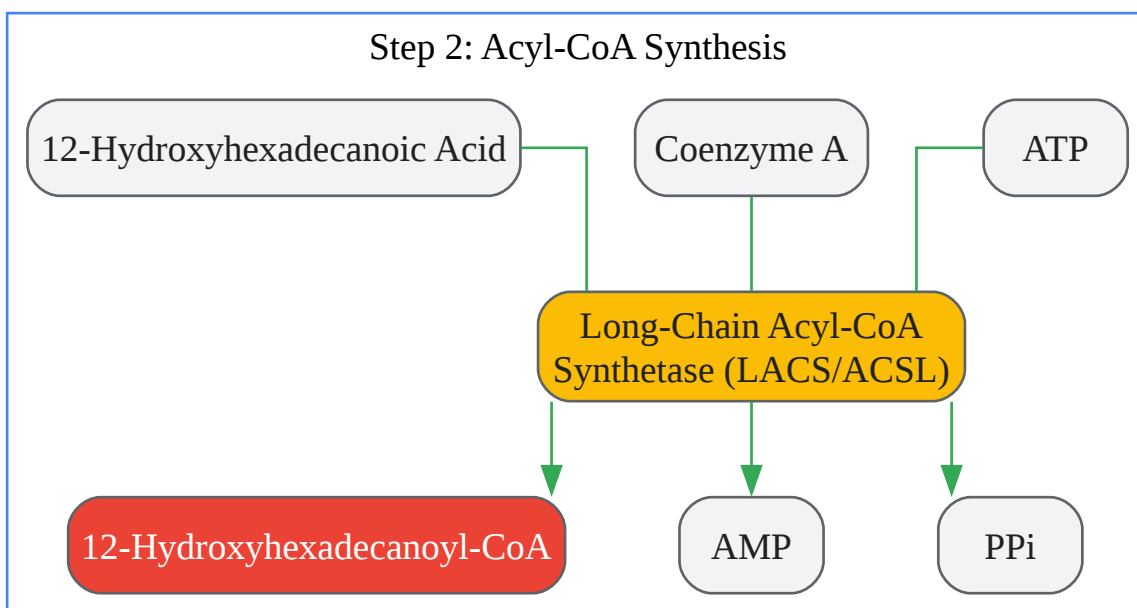 Step 2: Acyl-CoA Synthesis
12-Hydroxyhexadecanoic Acid
Coenzyme A
ATP
Long-Chain Acyl-CoA
Synthetase (LACS/ACSL)
12-Hydroxyhexadecanoyl-CoA
AMP
PPi